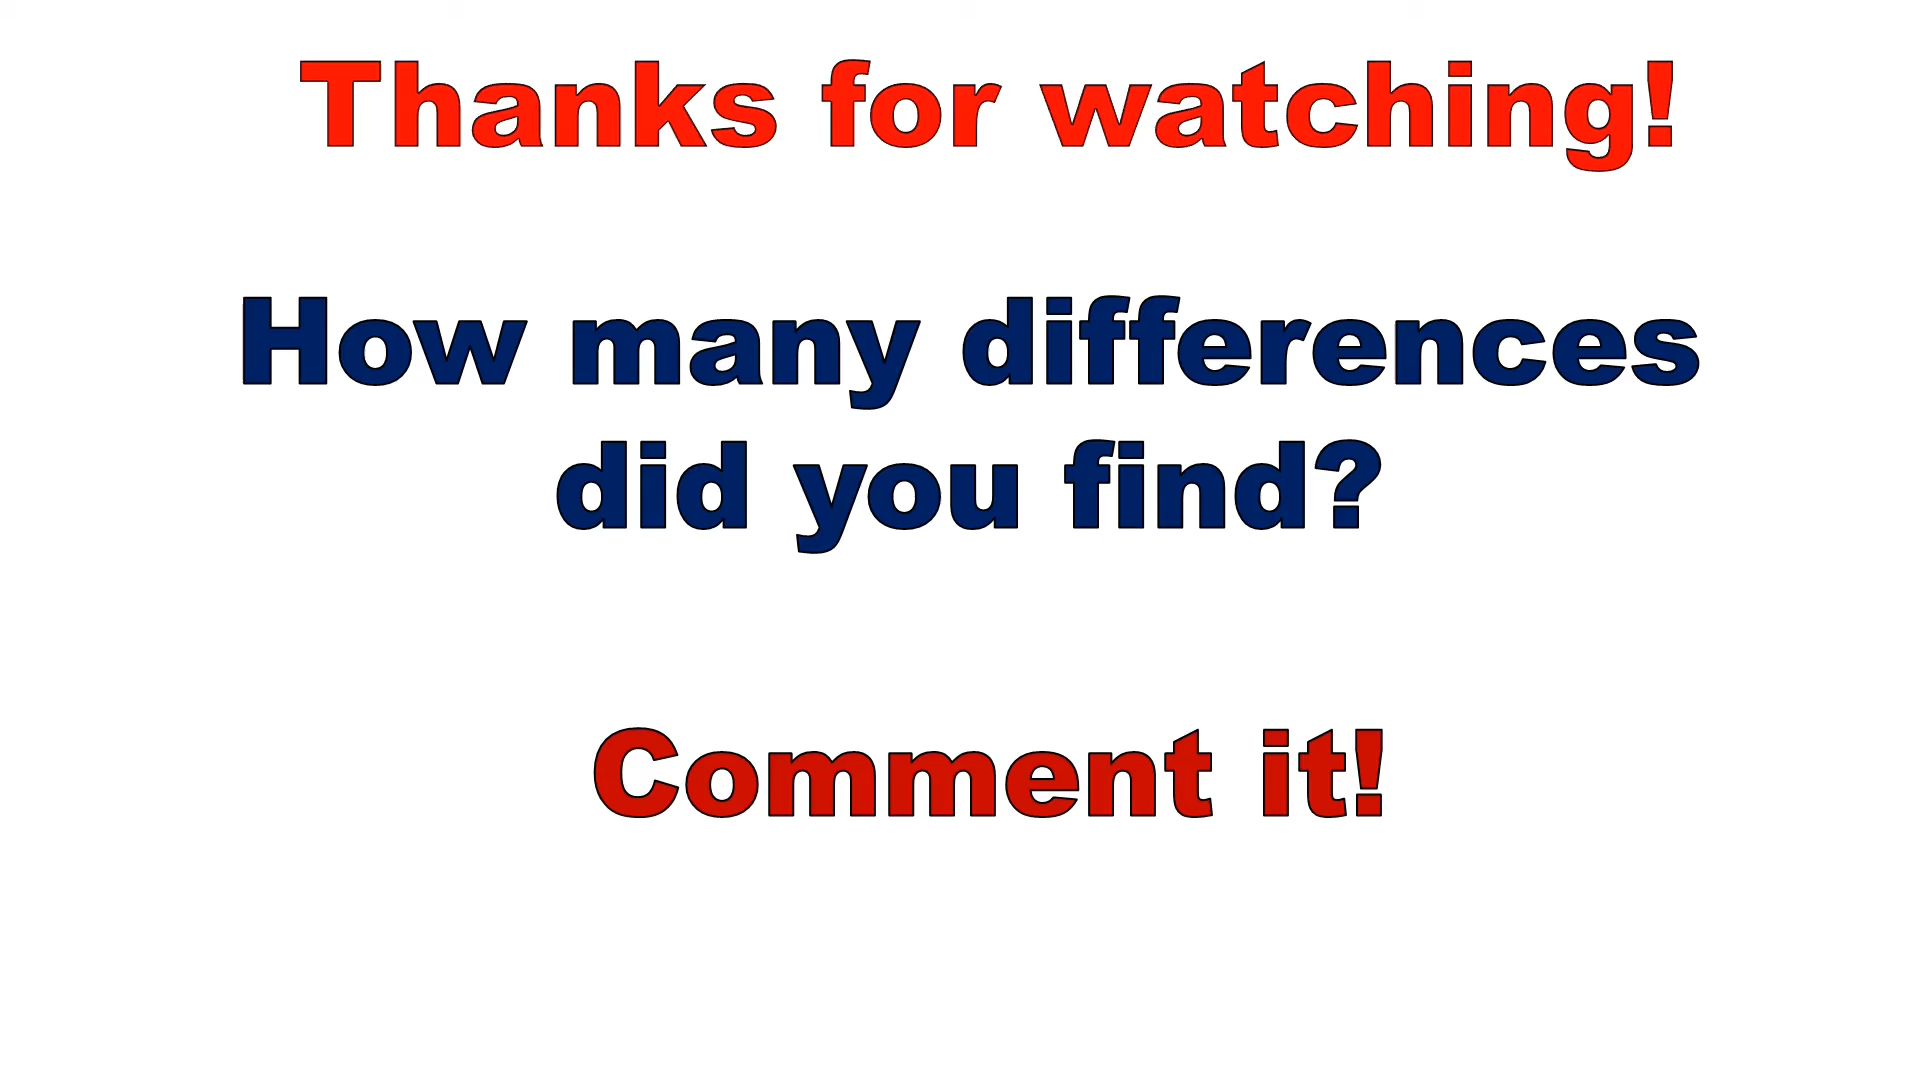 Thanks for watching!
How many differences
did you find?
Comment it!